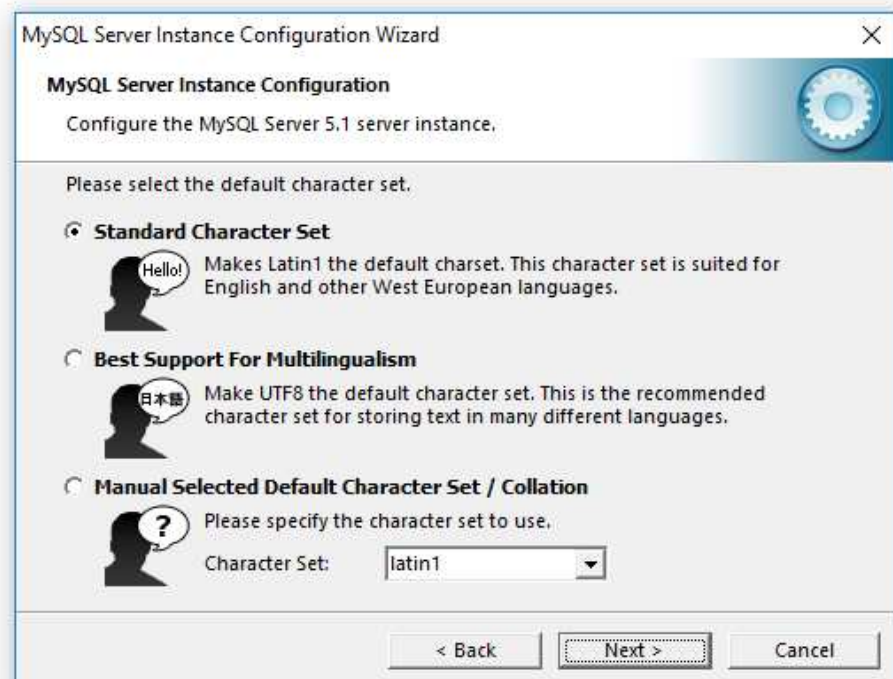 MySQL Server Instance Configuration Wizard
MySQL Server Instance Configuration
Configure the MySQL Server 5.1 server instance.
Please select the default character set.
Standard Character Set
Hello!
Makes Latin1 the default charset. This character set is suited for
English and other West European languages.
Best Support For Multilingualism
日本語
Make UTF8 the default character set. This is the recommended
character set for storing text in many different languages.
Manual Selected Default Character Set / Collation
?
Please specify the character set to use.
Character Set: latin1
< Back Next > Cancel